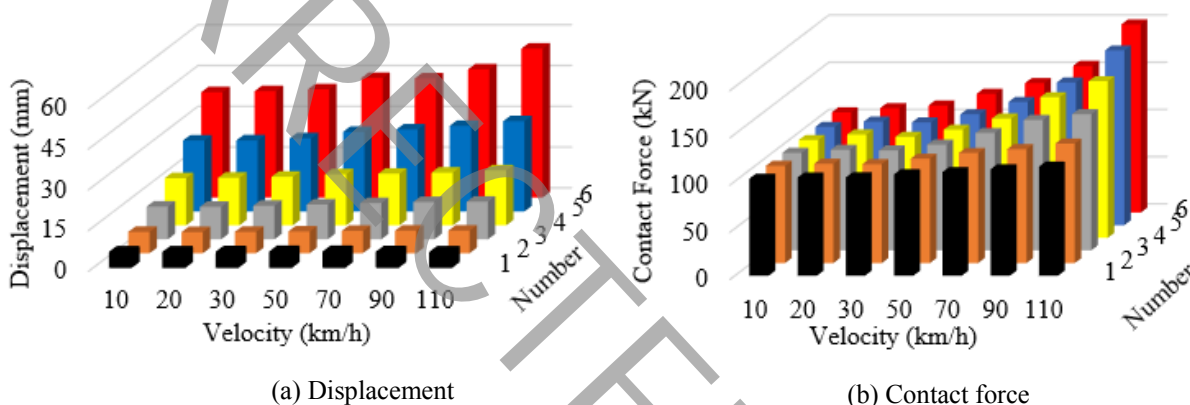 Displacement (mm)
60
45
30
15
0
10 20 30 50 70 90 110
Velocity (km/h)
1 2 3 4 5 6
Number
(a) Displacement
Contact Force (kN)
200
150
100
50
0
10 20 30 50 70 90 110
Velocity (km/h)
1 2 3 4 5 6
Number
(b) Contact force